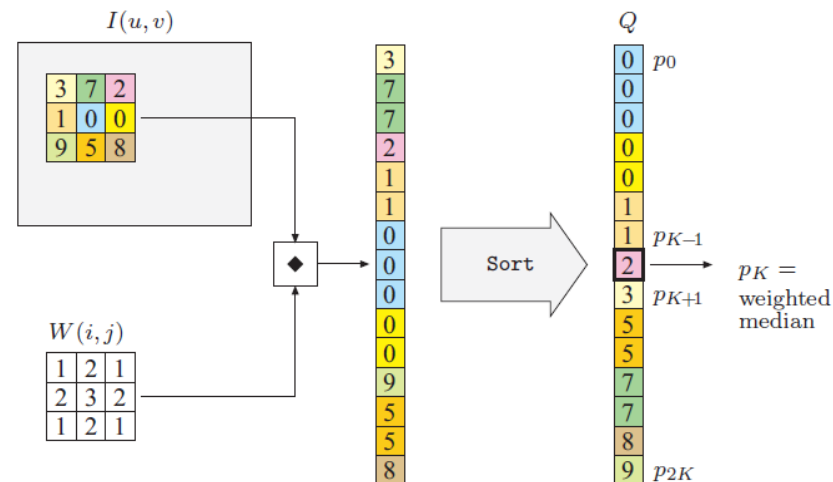 I(u, v)
3 7 2
1 0 0
9 5 8
W(i, j)
1 2 1
2 3 2
1 2 1
3
7
7
2
1
1
0
0
0
0
0
9
5
5
8
Sort
Q
0 p0
0
0
0
0
1
1 pK−1
2 pK =
weighted
median
3 pK+1
5
5
7
7
8
9 p2K